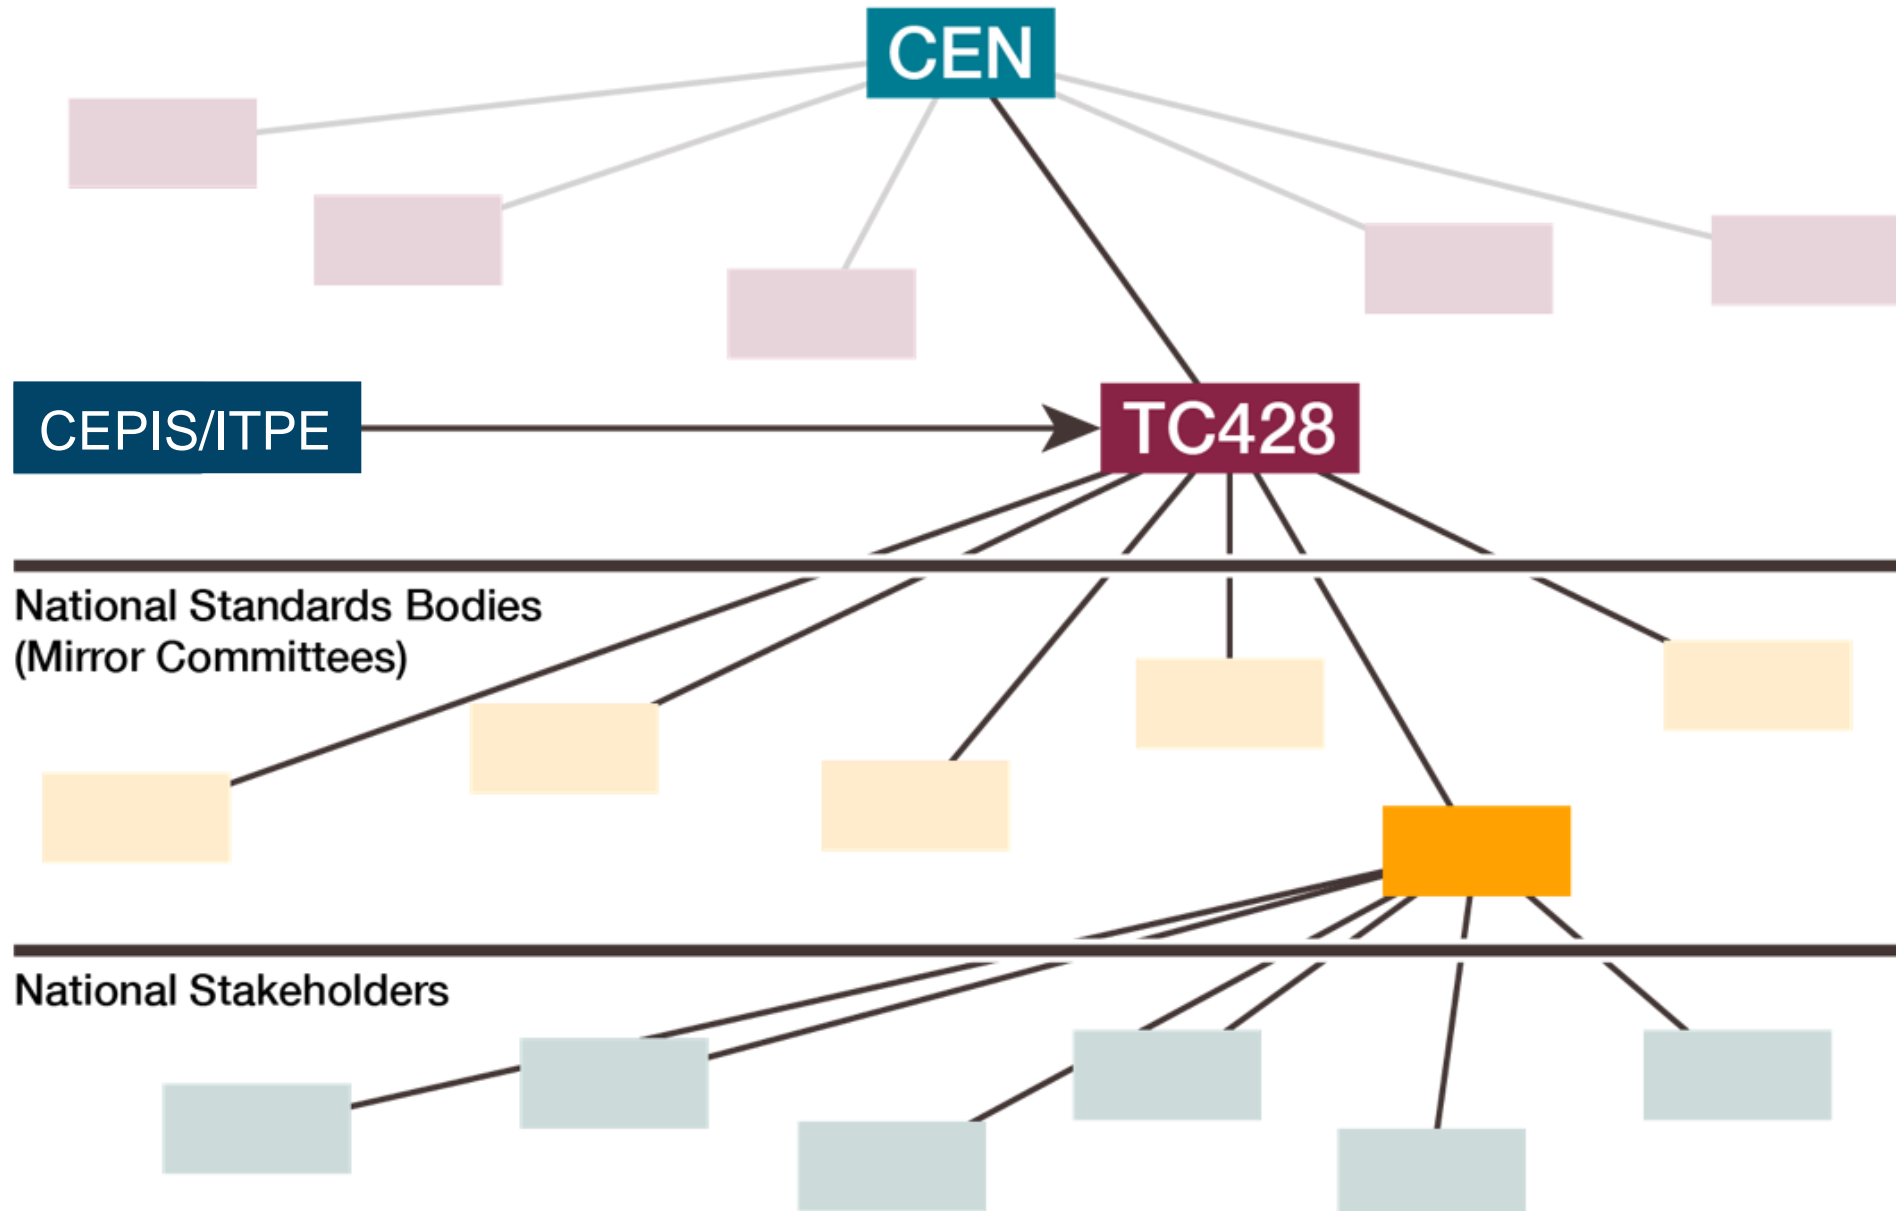 CEN
CEPIS/ITPE
TC428
National Standards Bodies
(Mirror Committees)
National Stakeholders